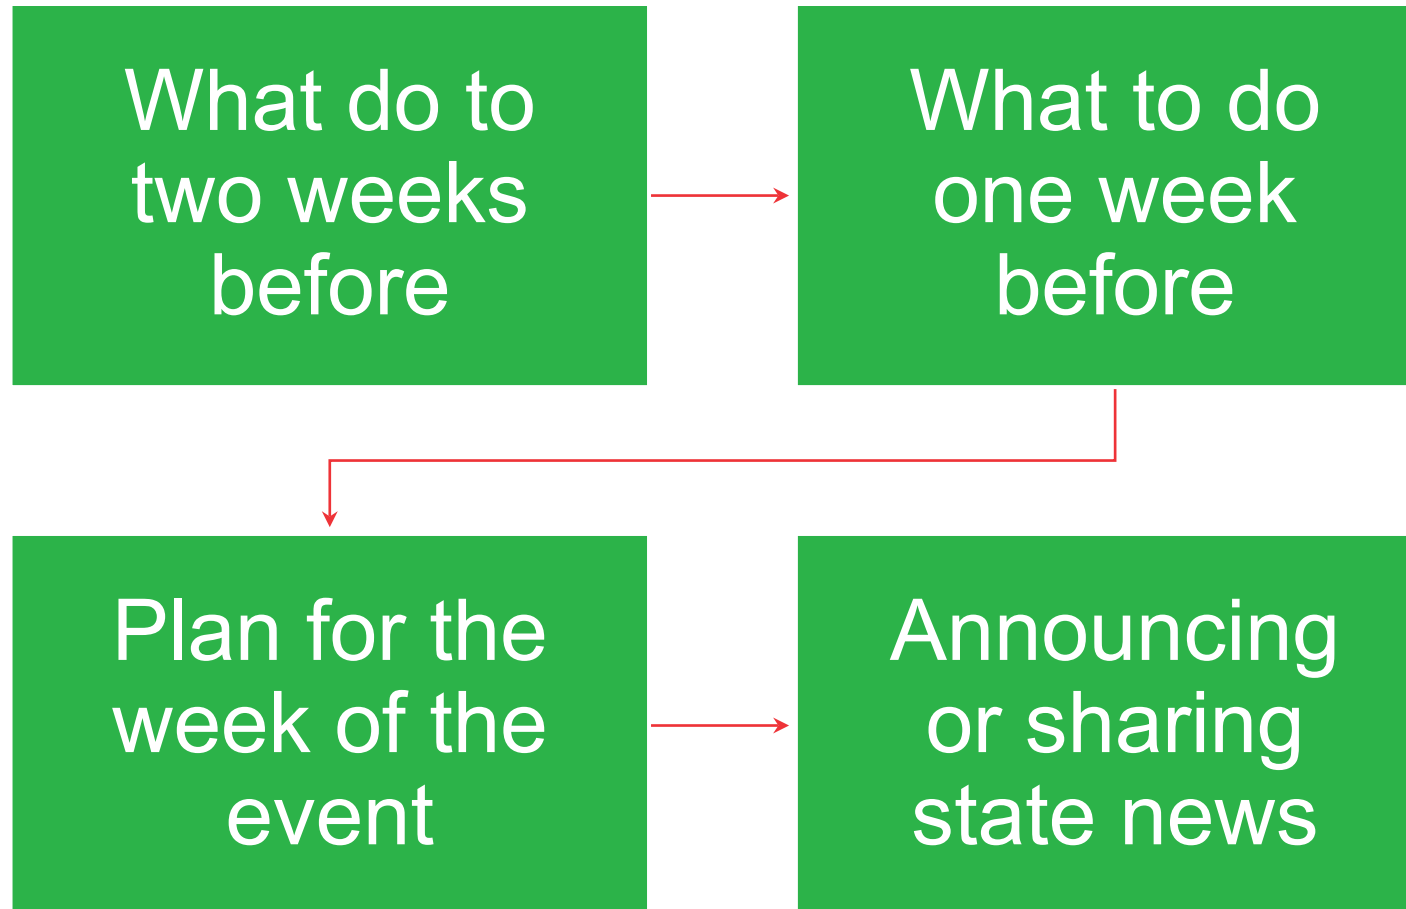 What do to
two weeks
before
What to do
one week
before
Plan for the
week of the
event
Announcing
or sharing
state news